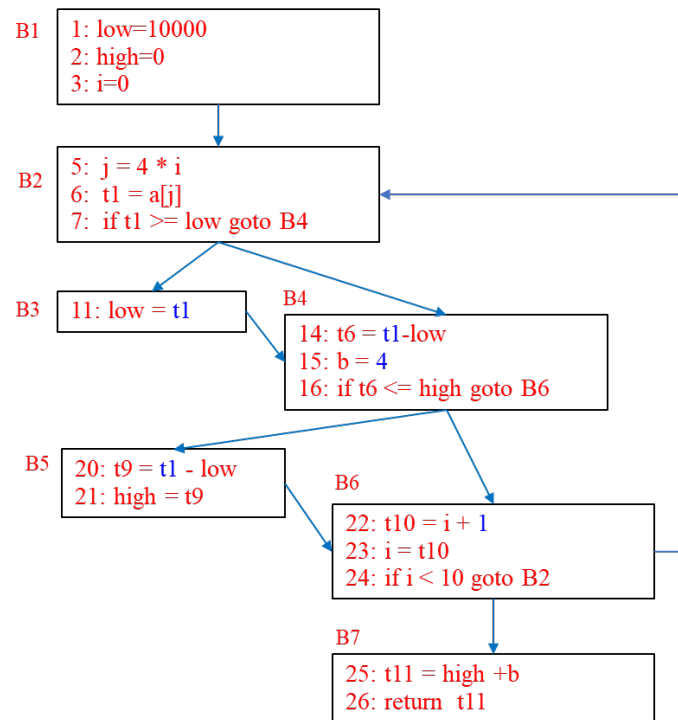 B1
1: low=10000
2: high=0
3: i=0
B2
5: j = 4 * i
6: t1 = a[j]
7: if t1 >= low goto B4
B3
11: low = t1
B4
14: t6 = t1-low
15: b = 4
16: if t6 <= high goto B6
B5
20: t9 = t1 - low
21: high = t9
B6
22: t10 = i + 1
23: i = t10
24: if i < 10 goto B2
B7
25: t11 = high +b
26: return t11